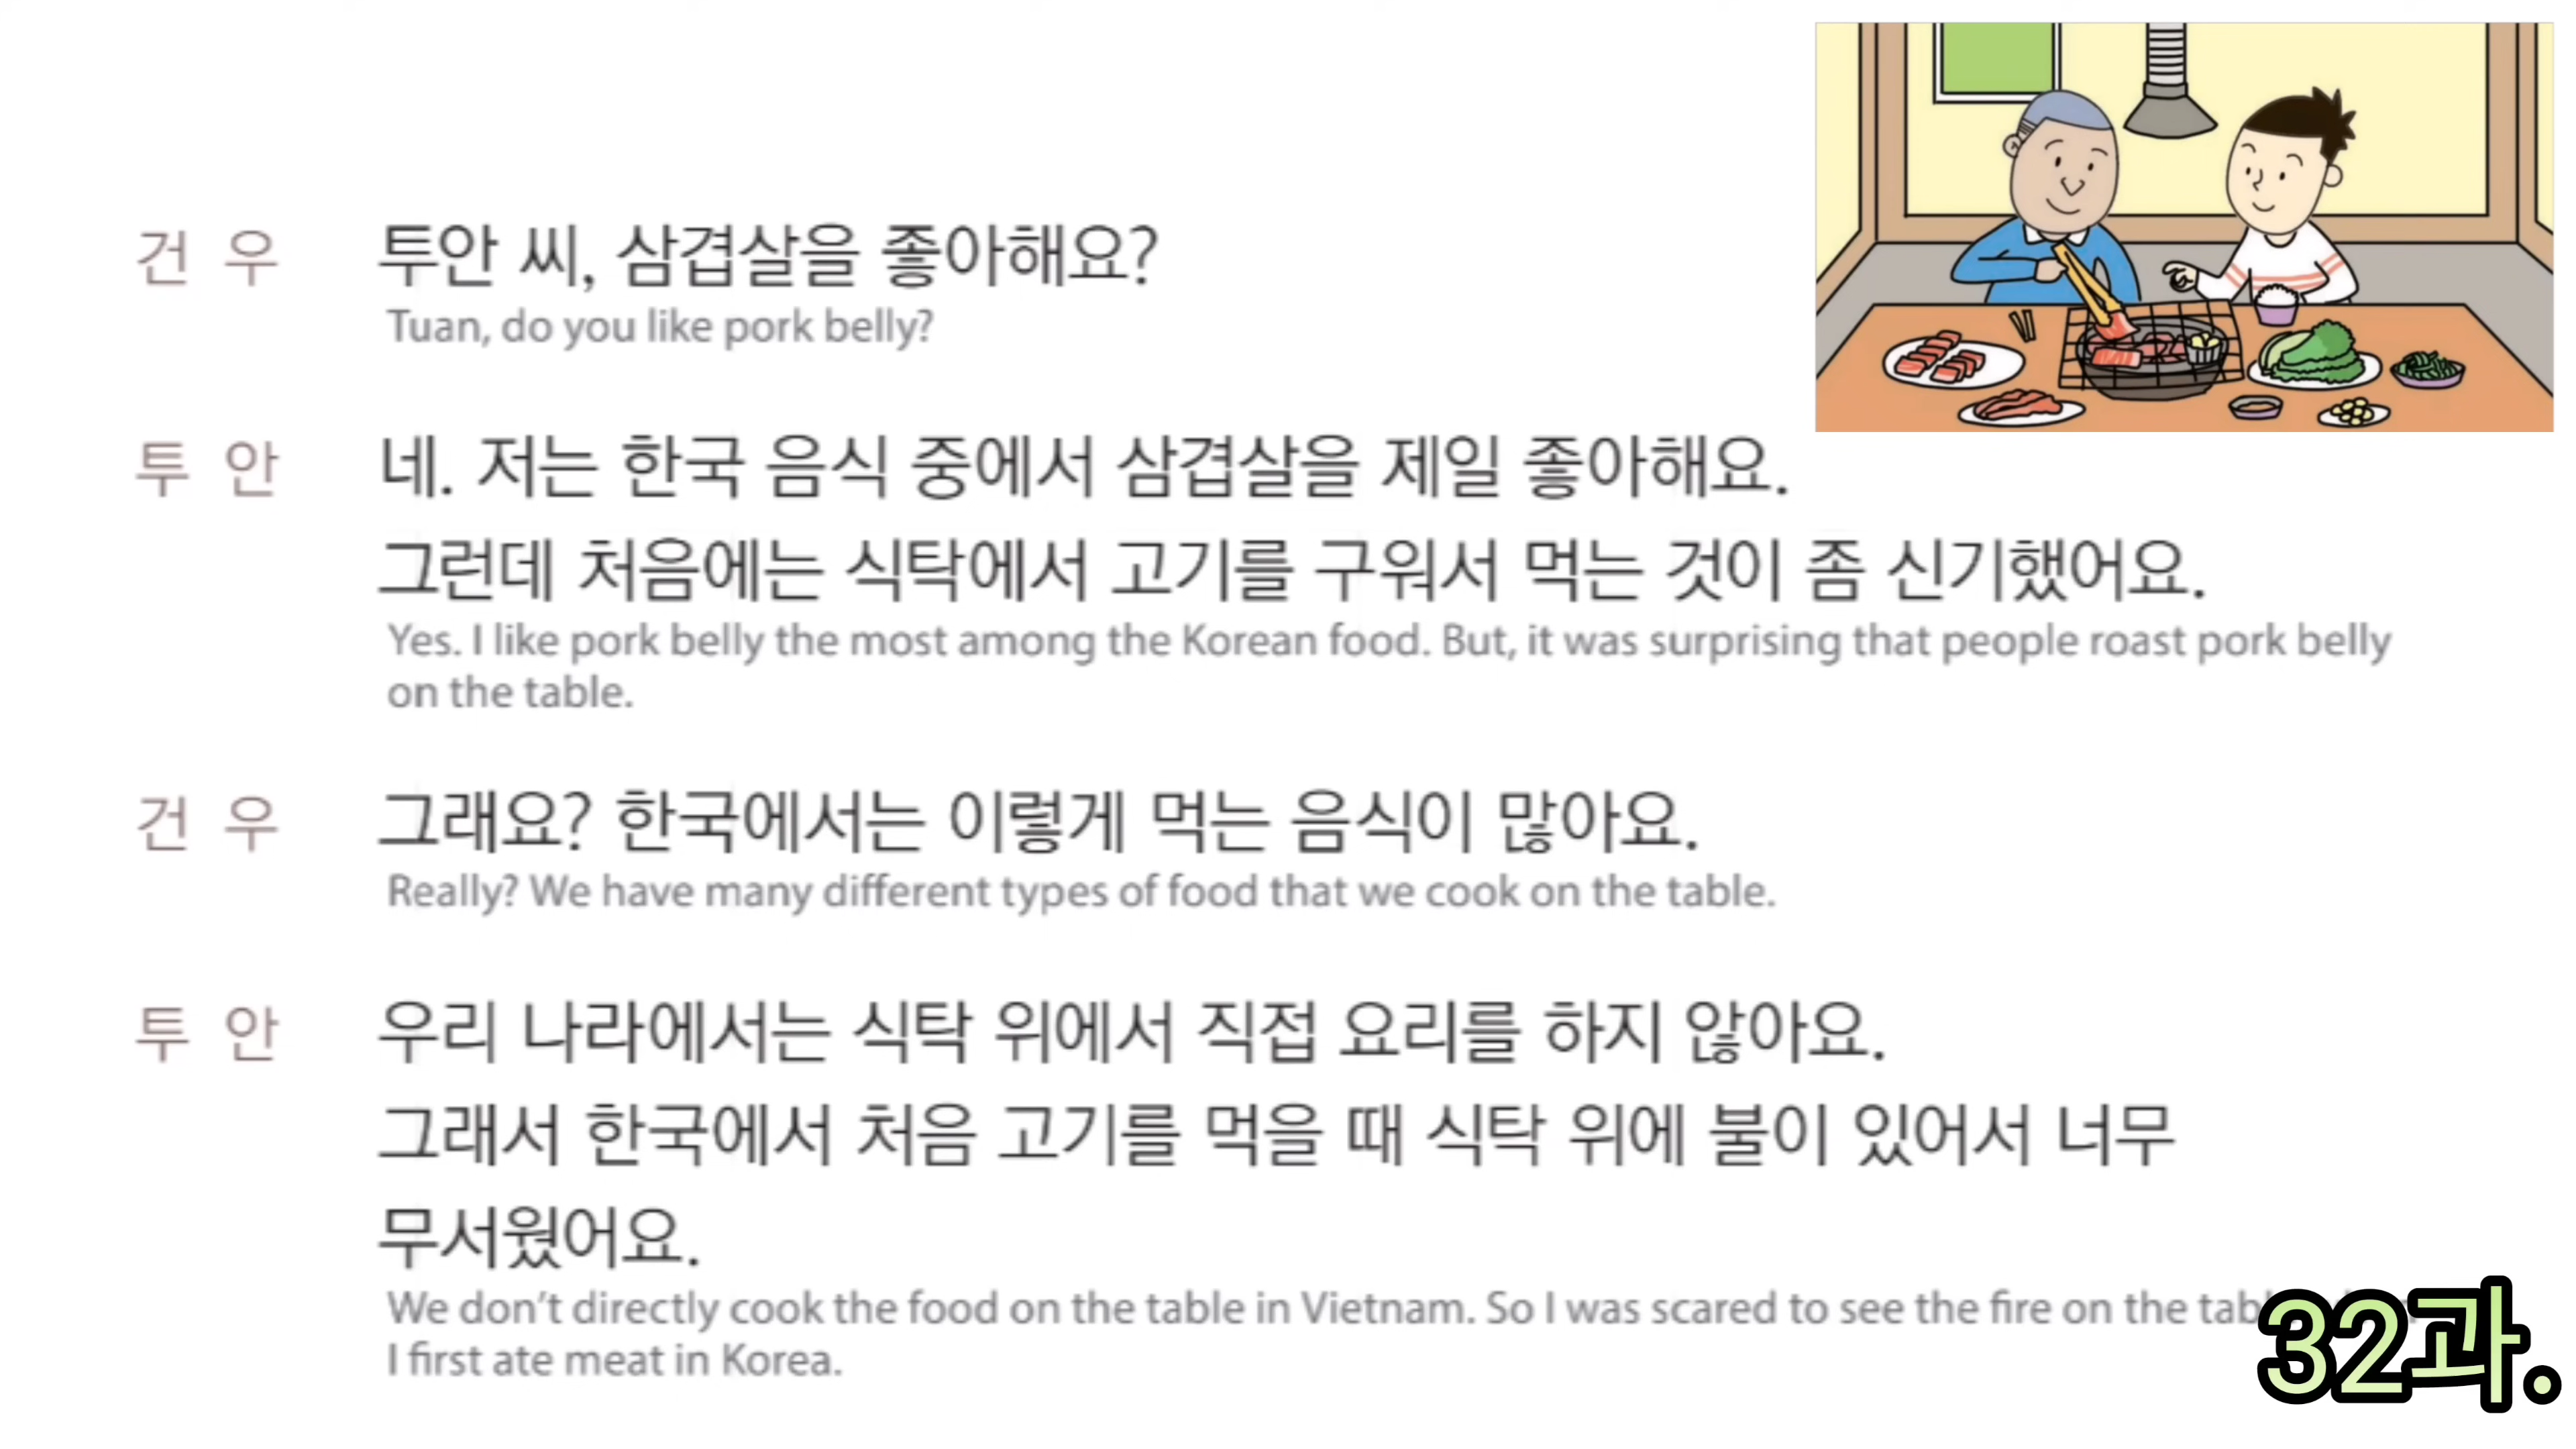 건 우 투안 씨, 삼겹살을 좋아해요?
Tuan, do you like pork belly?
투 안 네. 저는 한국 음식 중에서 삼겹살을 제일 좋아해요.
그런데 처음에는 식탁에서 고기를 구워서 먹는 것이 좀 신기했어요.
Yes. I like pork belly the most among the Korean food. But, it was surprising that people roast pork belly
on the table.
건 우 그래요? 한국에서는 이렇게 먹는 음식이 많아요.
Really? We have many different types of food that we cook on the table.
투 안 우리 나라에서는 식탁 위에서 직접 요리를 하지 않아요.
그래서 한국에서 처음 고기를 먹을 때 식탁 위에 불이 있어서 너무
무서웠어요.
We don't directly cook the food on the table in Vietnam. So I was scared to see the fire on the
I first ate meat in Korea.
32과.